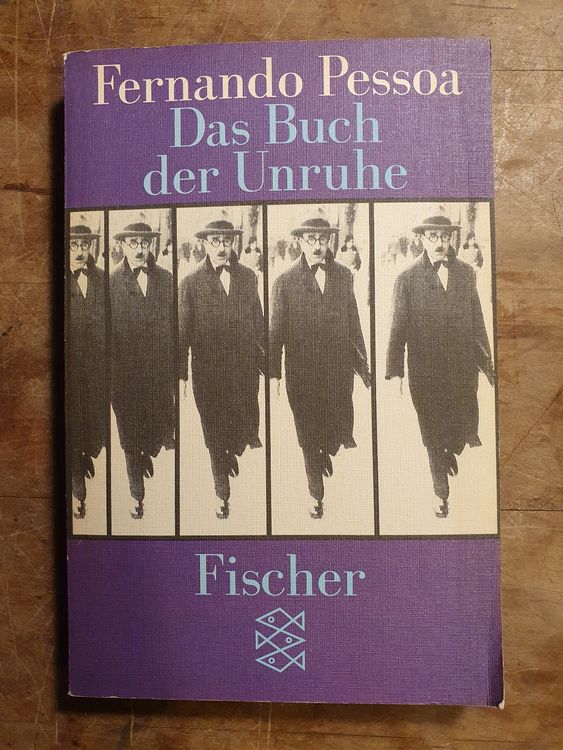 Fernando Pessoa
Das Buch
der Unruhe
Fischer